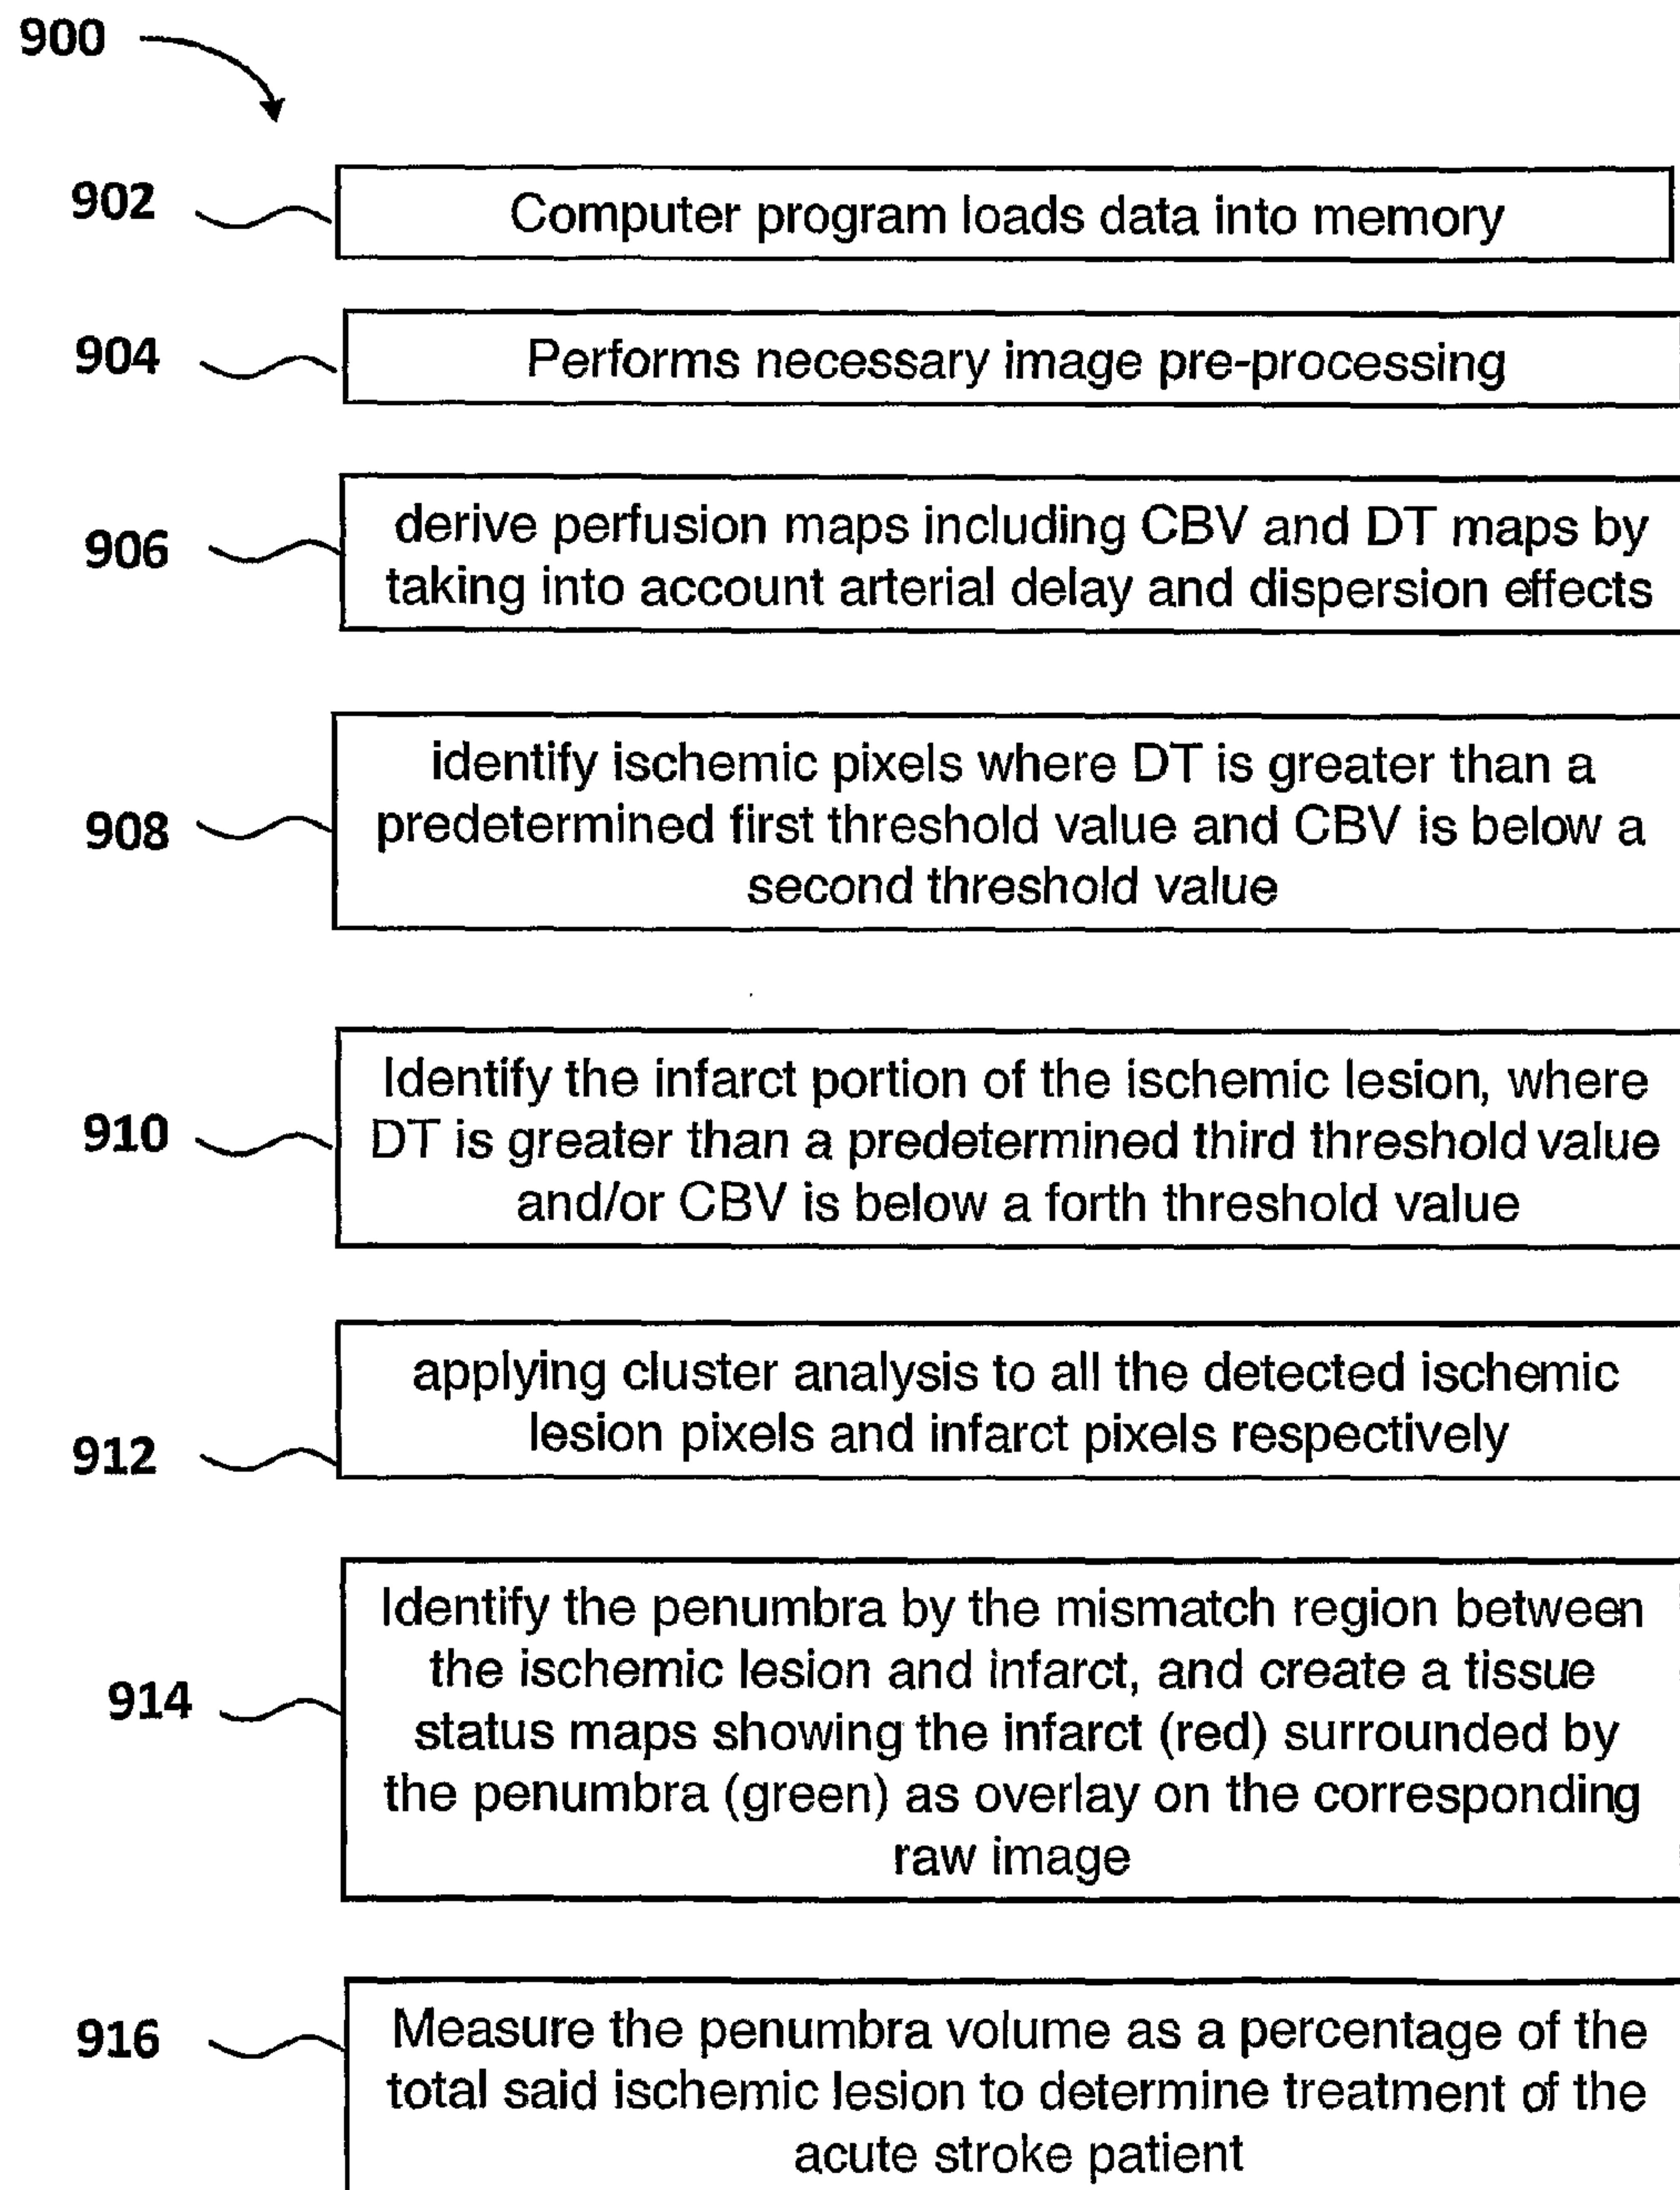 900
902
Computer program loads data into memory
904
Performs necessary image pre-processing
906
derive perfusion maps including CBV and DT maps by
taking into account arterial delay and dispersion effects
908
identify ischemic pixels where DT is greater than a
predetermined first threshold value and CBV is below a
second threshold value
910
Identify the infarct portion of the ischemic lesion, where
DT is greater than a predetermined third threshold value
and/or CBV is below a forth threshold value
912
applying cluster analysis to all the detected ischemic
lesion pixels and infarct pixels respectively
914
Identify the penumbra by the mismatch region between
the ischemic lesion and infarct, and create a tissue
status maps showing the infarct (red) surrounded by
the penumbra (green) as overlay on the corresponding
raw image
916
Measure the penumbra volume as a percentage of the
total said ischemic lesion to determine treatment of the
acute stroke patient